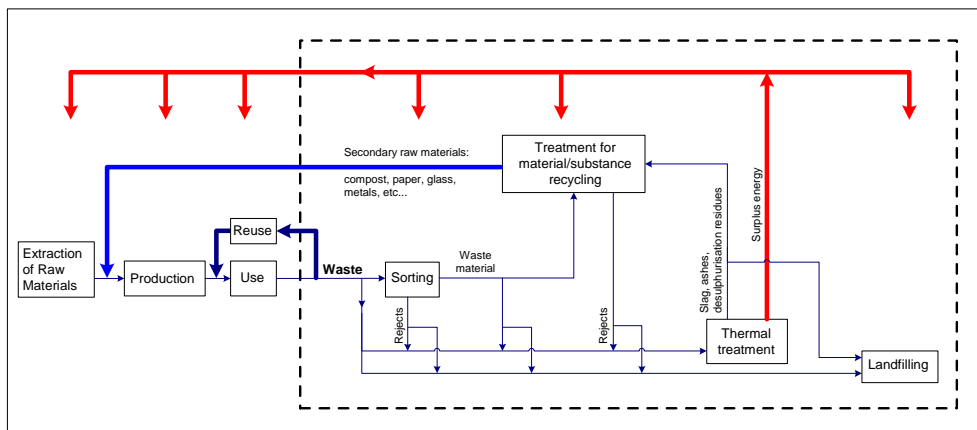 Treatment for
material/substance
recycling
Secondary raw materials:
compost, paper, glass,
metals, etc...
Surplus energy
Slag, ashes,
desulphurisation residues
Reuse
Extraction
of Raw
Materials
Production
Use
Waste
Sorting
Waste
material
Rejects
Rejects
Thermal
treatment
Landfilling